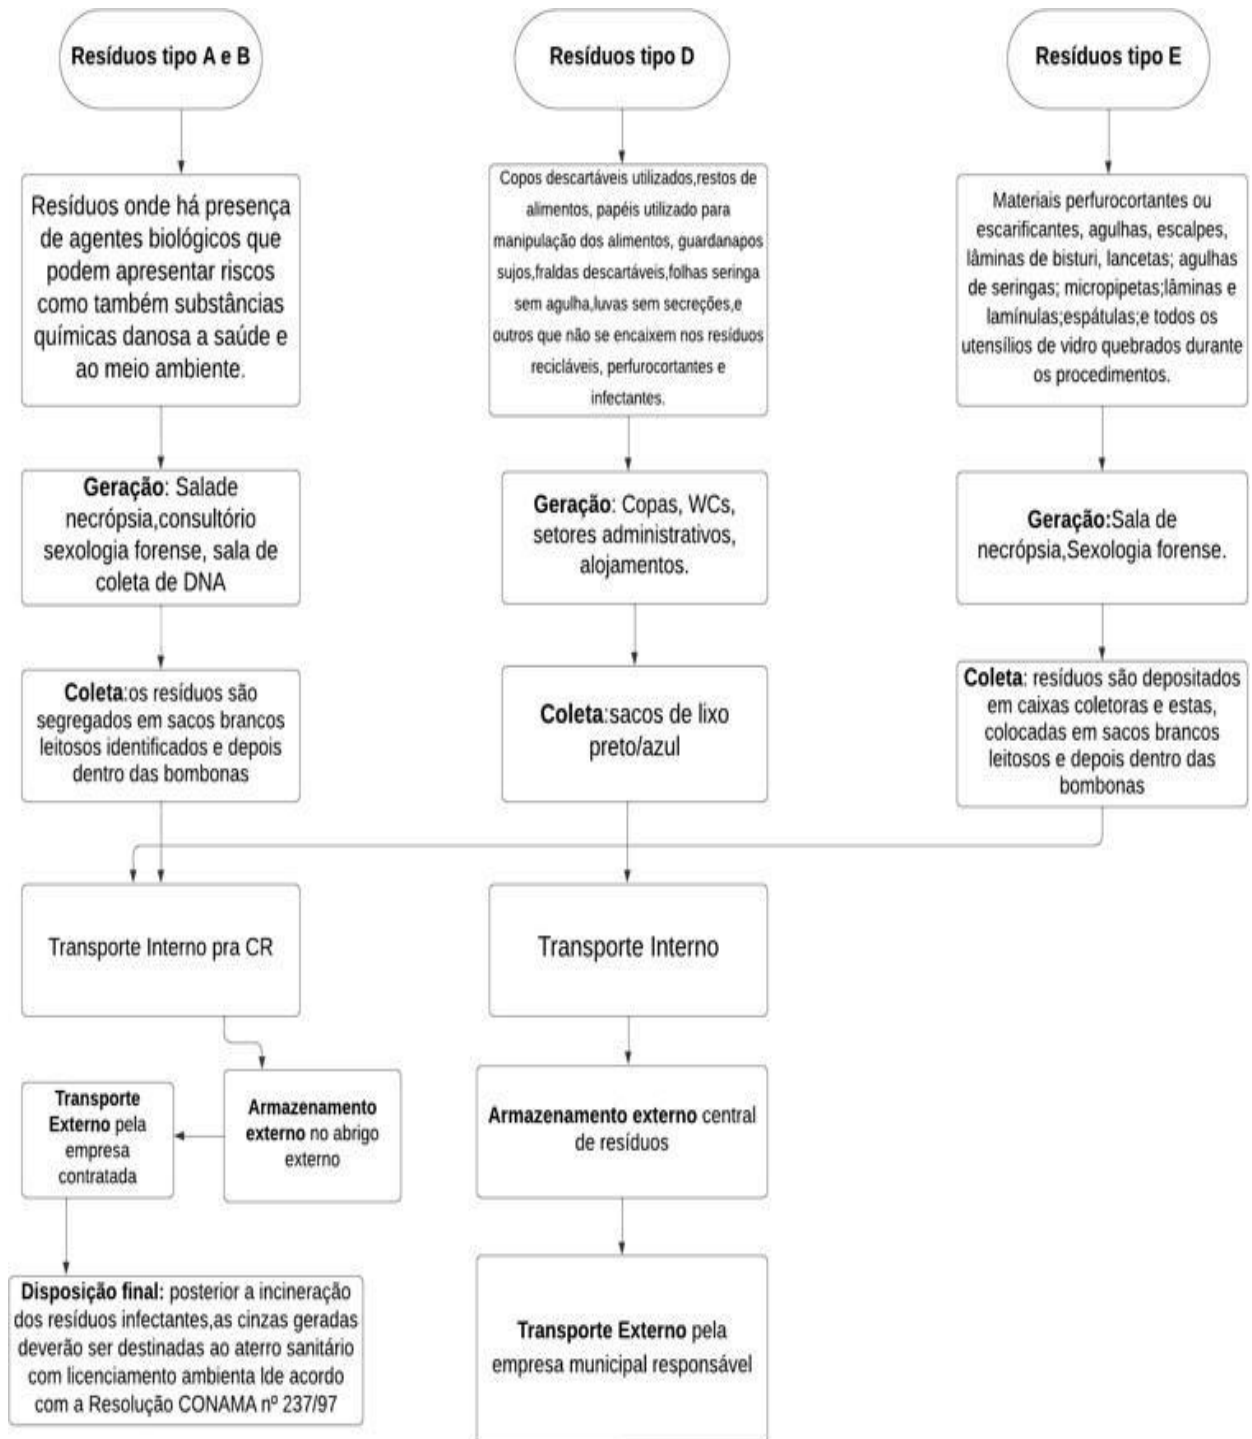 Resíduos tipo A e B
Resíduos onde há presença
de agentes biológicos que
podem apresentar riscos
como também substâncias
químicas danosa a saúde e
ao meio ambiente.
Geração: Salade
necrópsia,consultório
sexologia forense, sala de
coleta de DNA
Coleta:os resíduos são
segregados em sacos brancos
leitosos identificados e depois
dentro das bombonas
Transporte Interno pra CR
Armazenamento
externo no abrigo
externo
Transporte
Externo pela
empresa
contratada
Disposição final: posterior a incineração
dos resíduos infectantes,as cinzas geradas
deverão ser destinadas ao aterro sanitário
com licenciamento ambienta lde acordo
com a Resolução CONAMA nº 237/97
Resíduos tipo D
Copos descartáveis utilizados,restos de
alimentos, papéis utilizado para
manipulação dos alimentos, guardanapos
sujos,fraldas descartáveis,folhas seringa
sem agulha,luvas sem secreções,e
outros que não se encaixem nos resíduos
recicláveis, perfurocortantes e
infectantes.
Geração: Copas, WCs,
setores administrativos,
alojamentos.
Coleta:sacos de lixo
preto/azul
Transporte Interno
Armazenamento externo central
de resíduos
Transporte Externo pela
empresa municipal responsável
Resíduos tipo E
Materiais perfurocortantes ou
escarificantes, agulhas, escalpes,
lâminas de bisturi, lancetas; agulhas
de seringas; micropipetas;lâminas e
lamínulas;espátulas;e todos os
utensílios de vidro quebrados durante
os procedimentos.
Geração:Sala de
necrópsia,Sexologia forense.
Coleta: resíduos são depositados
em caixas coletoras e estas,
colocadas em sacos brancos
leitosos e depois dentro das
bombonas